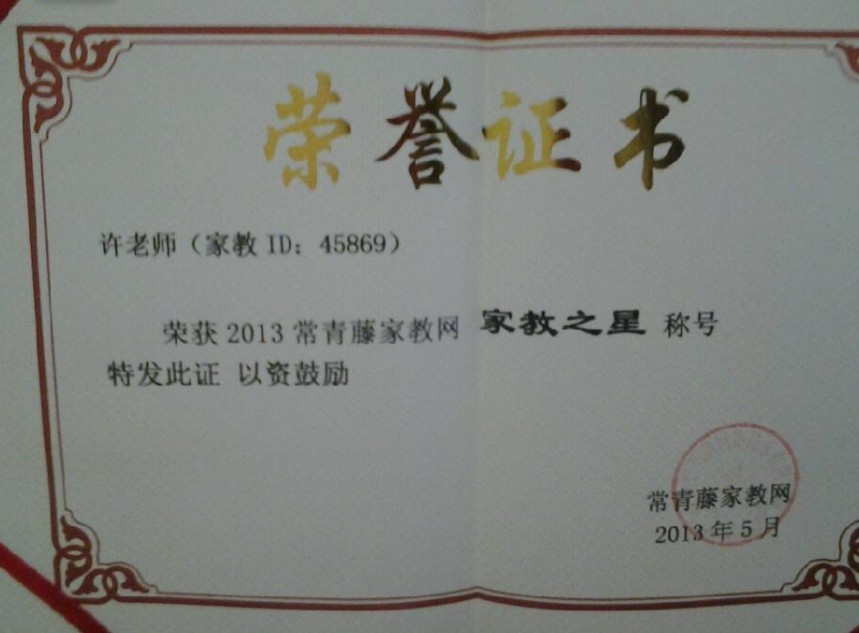 荣誉证书
许老师（家教 ID：45869）
荣获 2013 常青藤家教网 家教之星 称号
特发此证 以资鼓励
常青藤家教网
2013 年 5 月